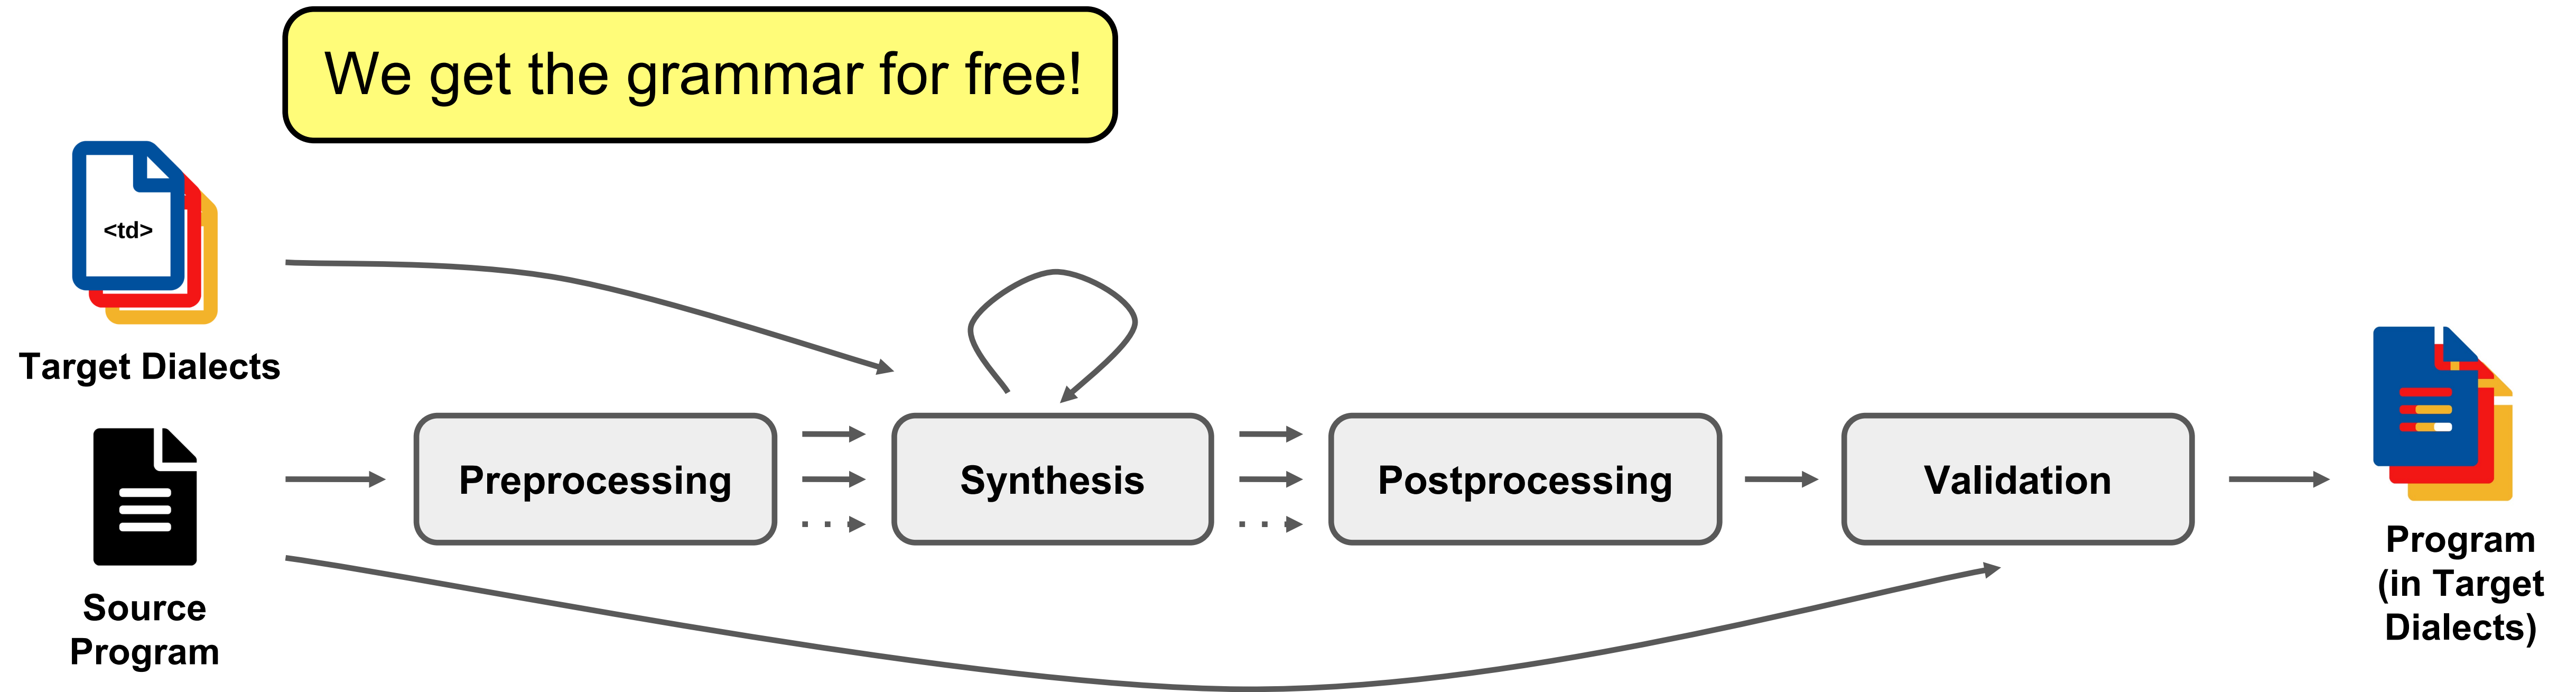 We get the grammar for free!
<td>
Target Dialects
Source
Program
Preprocessing
Synthesis
Postprocessing
Validation
Program
(in Target
Dialects)